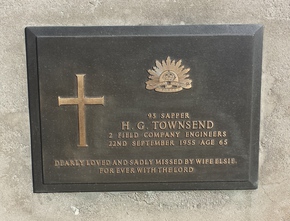 93 SAPPER
H. G. TOWNSEND
2 FIELD COMPANY ENGINEERS
22ND SEPTEMBER 1955 AGE 65
DEARLY LOVED AND SADLY MISSED BY WIFE ELSIE.
FOR EVER WITH THE LORD